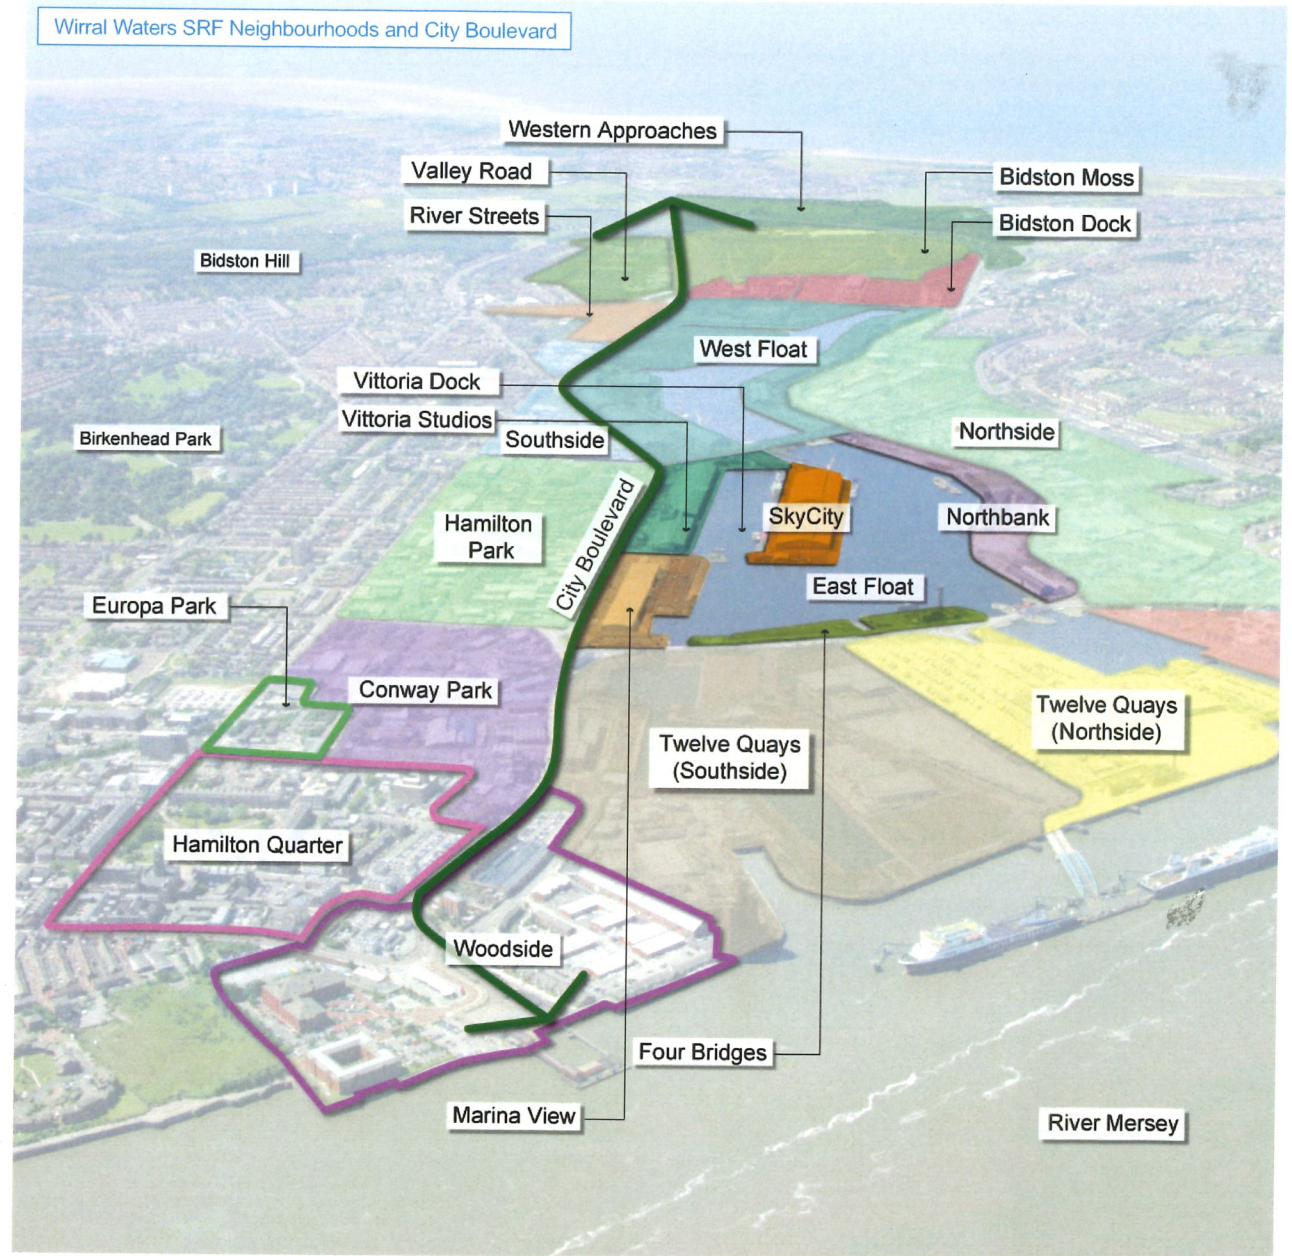 Wirral Waters SRF Neighbourhoods and City Boulevard
Western Approaches
Valley Road
Bidston Moss
River Streets
Bidston Dock
Bidston Hill
West Float
Vittoria Dock
Vittoria Studios
Southside
Northside
Birkenhead Park
City Boulevard
Hamilton
Park
SkyCity
Northbank
East Float
Europa Park
Conway Park
Twelve Quays
(Northside)
Twelve Quays
(Southside)
Hamilton Quarter
Woodside
Four Bridges
Marina View
River Mersey